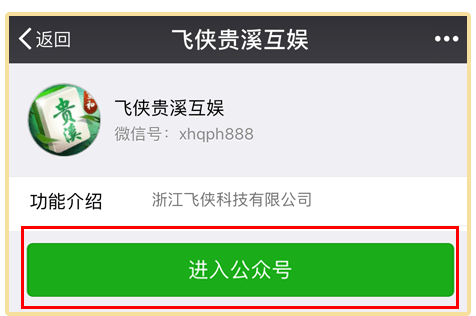 返回
飞侠贵溪互娱
贵溪
飞侠贵溪互娱
微信号：xhqph888
功能介绍
浙江飞侠科技有限公司
进入公众号